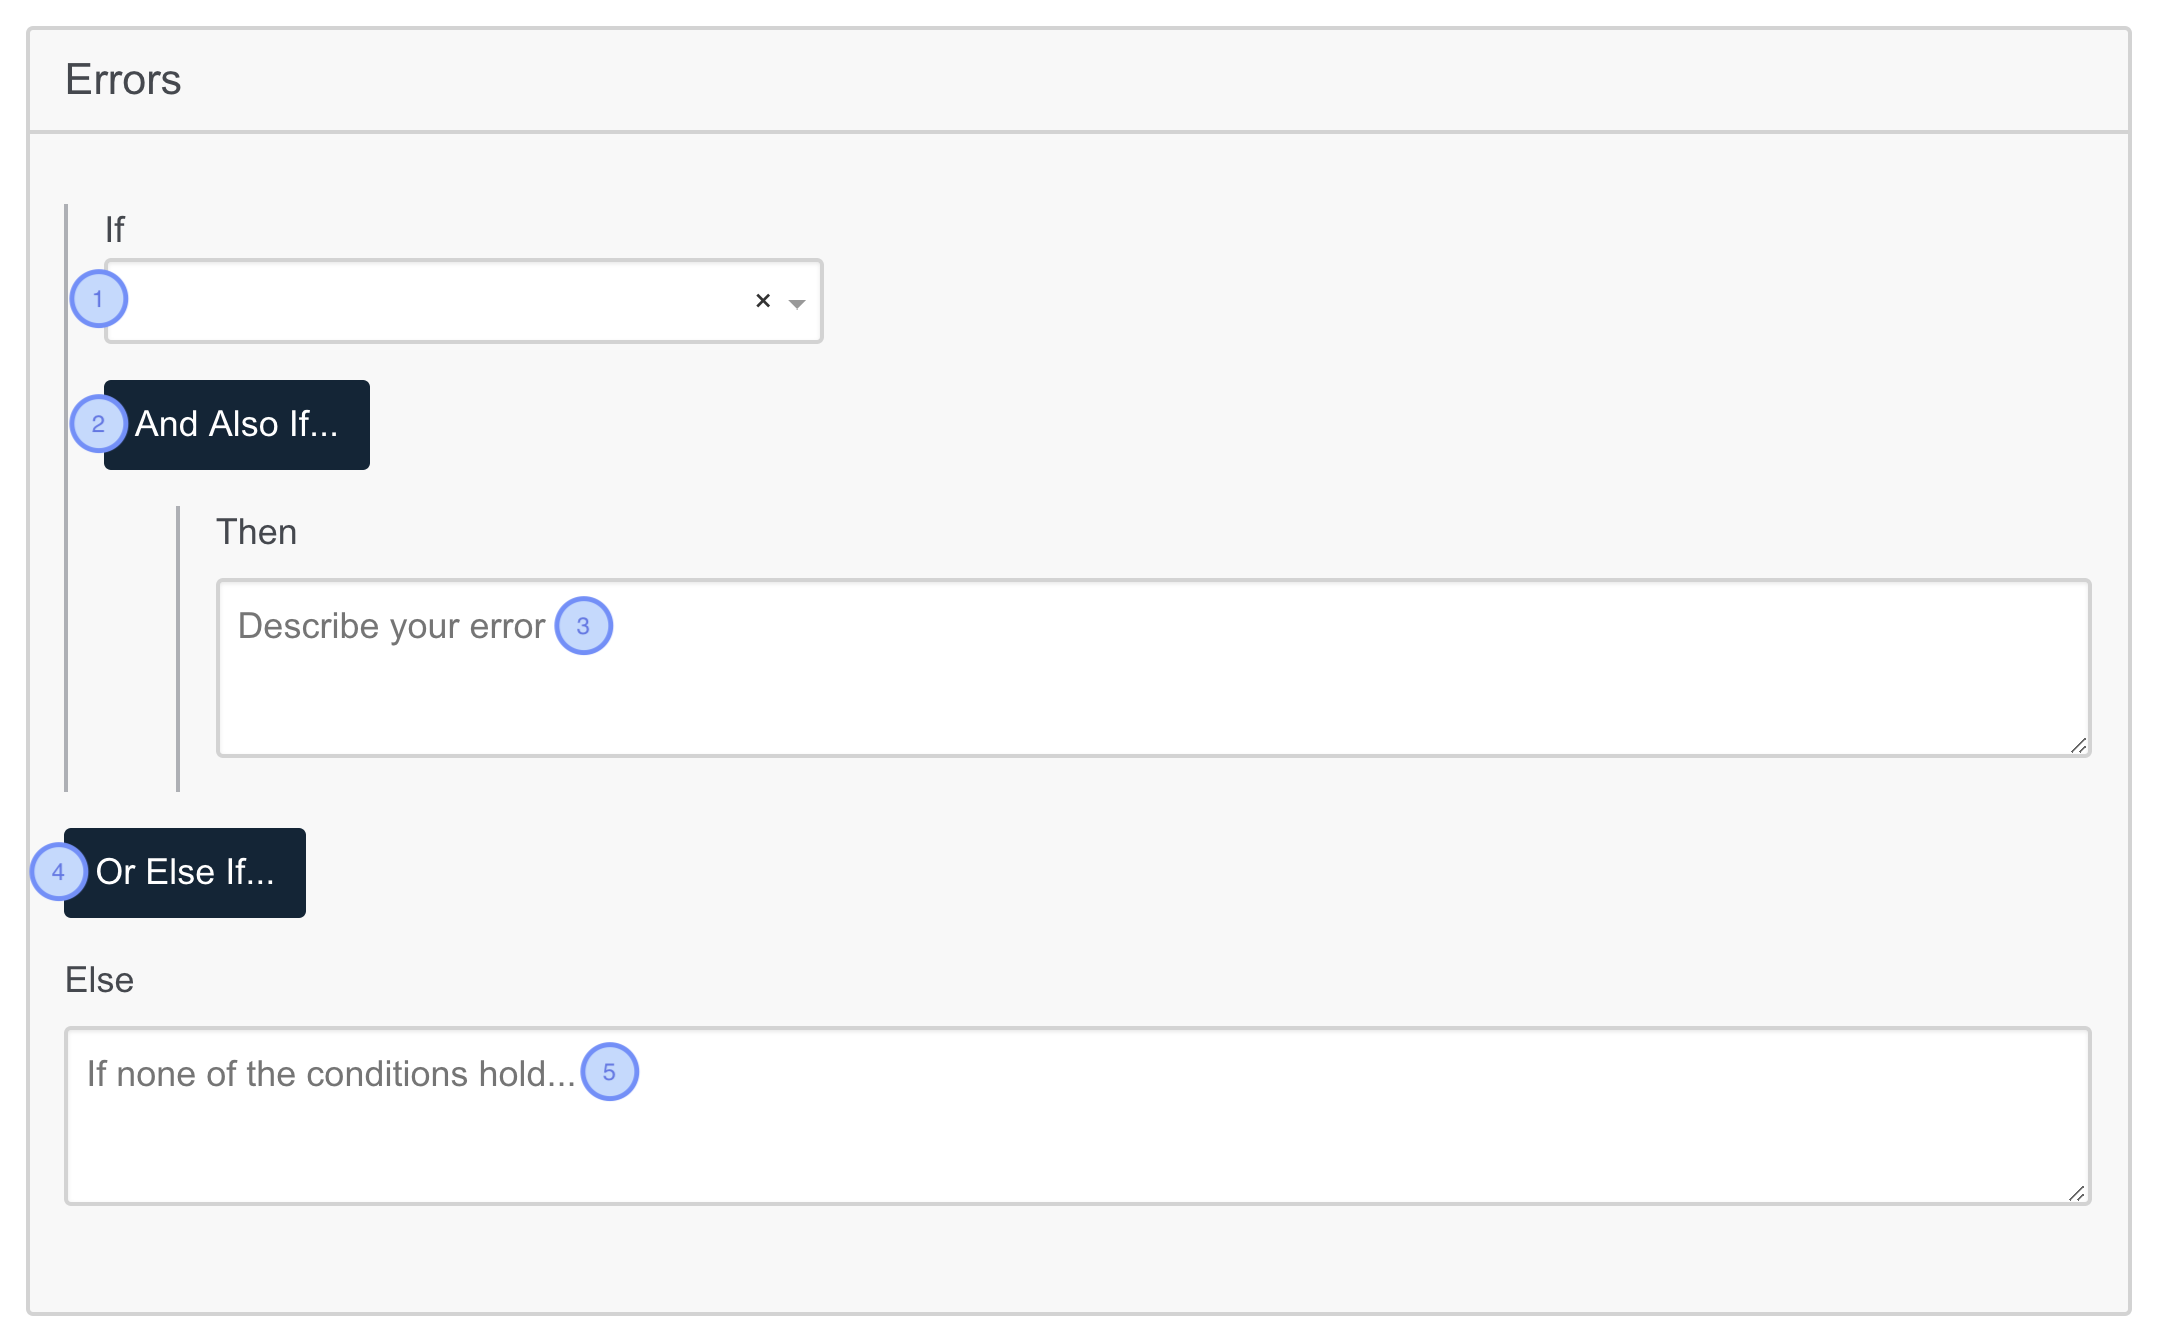 Errors
If
1
×
2 And Also If...
Then
Describe your error 3
4 Or Else If...
Else
If none of the conditions hold... 5